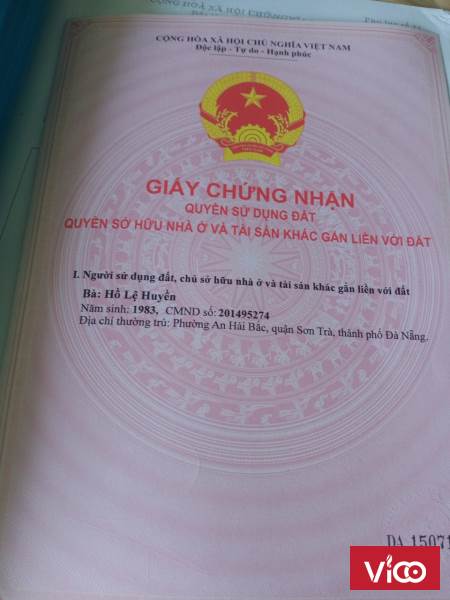 CỘNG HÒA XÃ HỘI CHỦ NGHĨA VIỆT NAM
Độc lập - Tự do - Hạnh phúc
GIẤY CHỨNG NHẬN
QUYỀN SỬ DỤNG ĐẤT
QUYỀN SỞ HỮU NHÀ Ở VÀ TÀI SẢN KHÁC GẮN LIỀN VỚI ĐẤT
I. Người sử dụng đất, chủ sở hữu nhà ở và tài sản khác gắn liền với đất
Bà: Hồ Lệ Huyền
Năm sinh: 1983, CMND số: 201495274
Địa chỉ thường trú: Phường An Hải Bắc, quận Sơn Trà, thành phố Đà Nẵng.
DA 15071
Vico